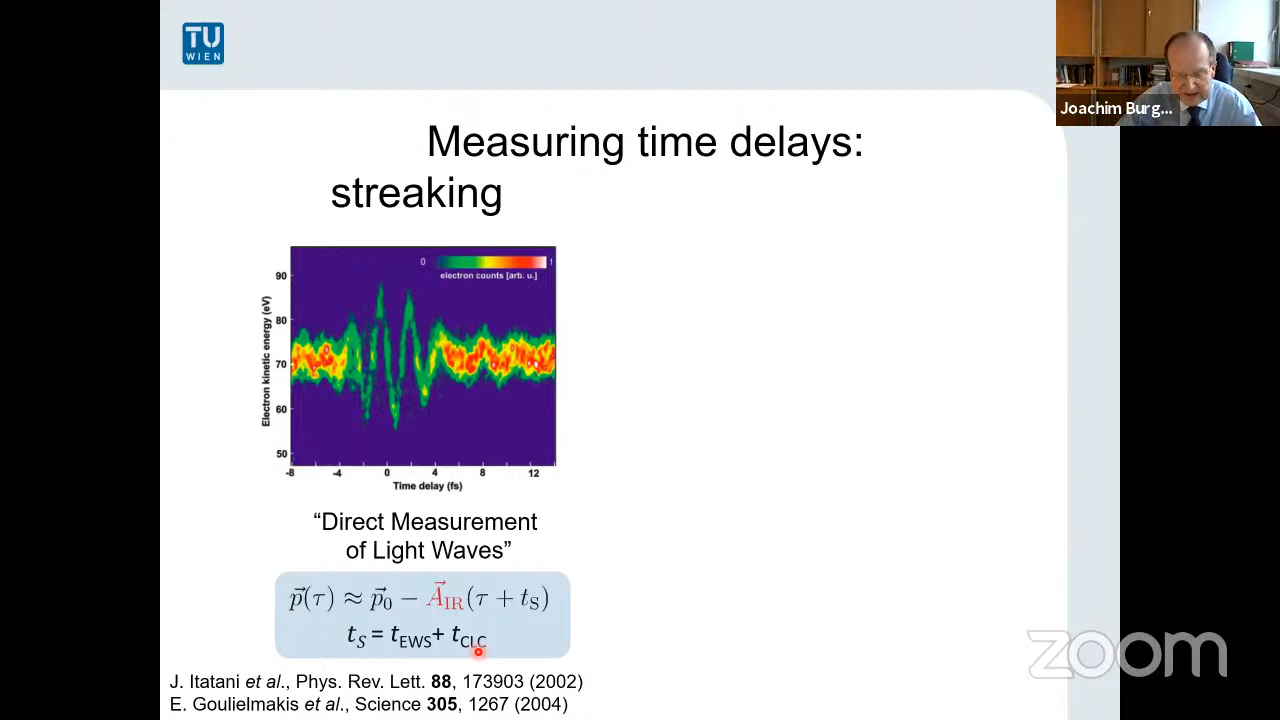 TU
WIEN
Joachim Burg...
Measuring time delays:
streaking
0
1
electron counts [arb. u.]
90
80
70
60
50
Electron kinetic energy (eV)
-8 -4 0 4 8 12
Time delay (fs)
“Direct Measurement
of Light Waves”
p⃗(τ) ≈ p⃗₀ − A⃗_IR(τ + t_S)
t_S = t_EWS + t_CLC
J. Itatani et al., Phys. Rev. Lett. 88, 173903 (2002)
E. Goulielmakis et al., Science 305, 1267 (2004)
zoom